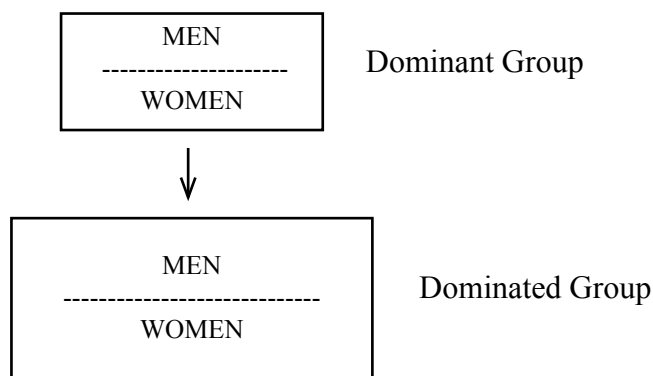 MEN
---------------------
WOMEN
Dominant Group
MEN
-----------------------------
WOMEN
Dominated Group